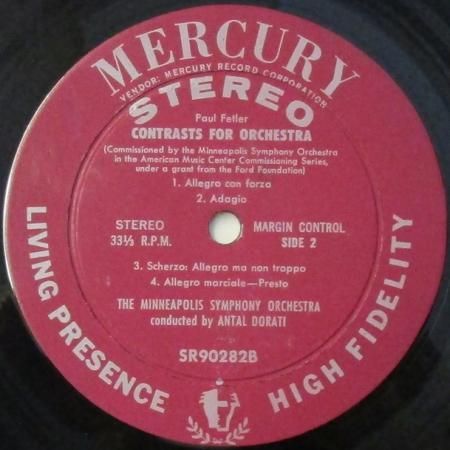 MERCURY
VENDOR: MERCURY RECORD CORPORATION
STEREO
Paul Fetler
CONTRASTS FOR ORCHESTRA
(Commissioned by the Minneapolis Symphony Orchestra
in the American Music Center Commissioning Series,
under a grant from the Ford Foundation)
1. Allegro con forza
2. Adagio
STEREO
33⅓ R.P.M.
MARGIN CONTROL
SIDE 2
3. Scherzo: Allegro ma non troppo
4. Allegro marciale—Presto
THE MINNEAPOLIS SYMPHONY ORCHESTRA
conducted by ANTAL DORATI
SR90282B
LIVING PRESENCE
HIGH FIDELITY